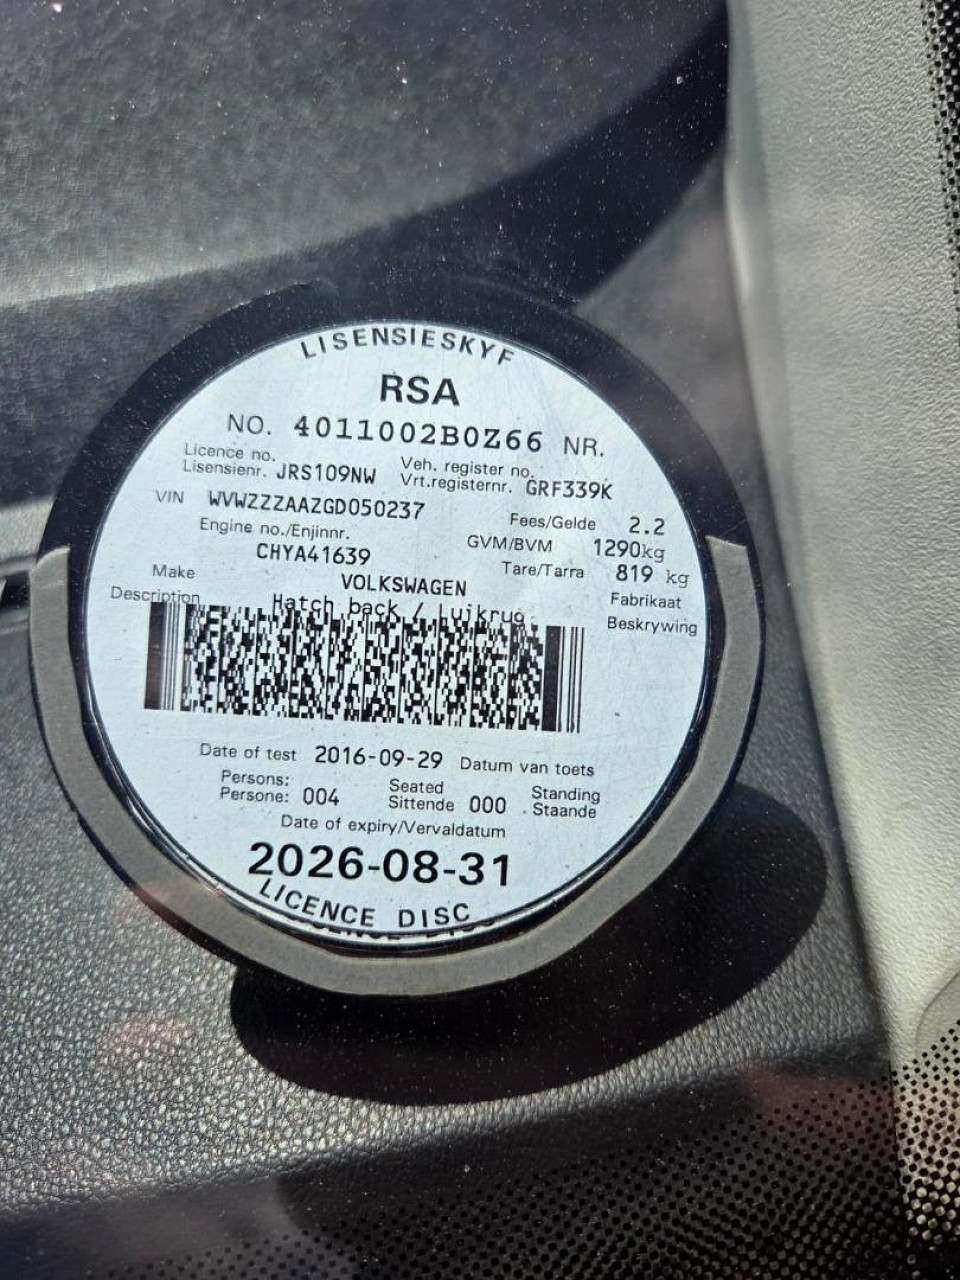 LISENSIESKYF
RSA
NO. 4011002B0Z66 NR.
Licence no.
Lisensienr. JRS109NW
Veh. register no.
Vrt.registernr. GRF339K
VIN WVWZZZAAZGD050237
Fees/Gelde 2.2
Engine no./Enjinnr.
CHYA41639
GVM/BVM 1290kg
Tare/Tarra 819 kg
Make VOLKSWAGEN Fabrikaat
Description Hatch back / Luikrug Beskrywing
Date of test 2016-09-29 Datum van toets
Persons: Seated Standing
Persone: 004 Sittende 000 Staande
Date of expiry/Vervaldatum
2026-08-31
LICENCE DISC